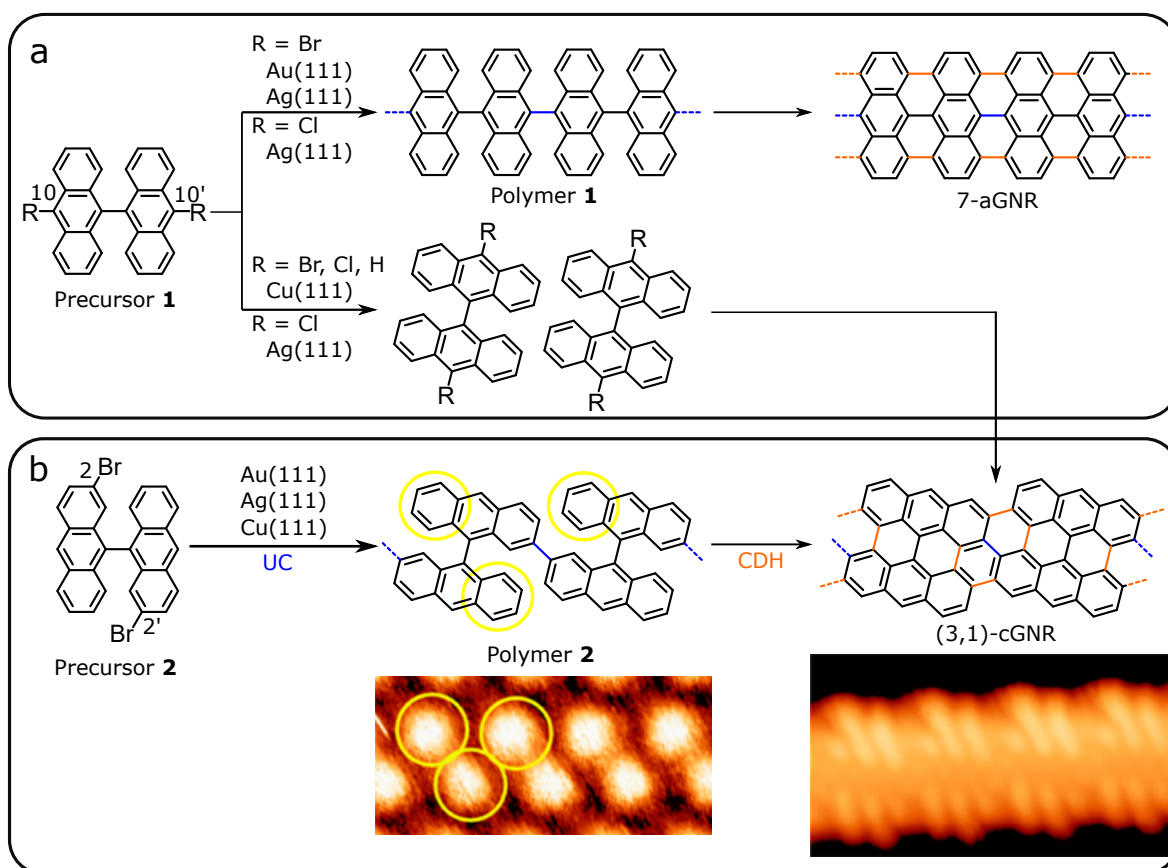 a
R = Br
Au(111)
Ag(111)
R = Cl
Ag(111)
Polymer 1
7-aGNR
10
10'
R
R
Precursor 1
R = Br, Cl, H
Cu(111)
R = Cl
Ag(111)
R
R
R
R
b
2
Br
Br
2'
Precursor 2
Au(111)
Ag(111)
Cu(111)
UC
Polymer 2
CDH
(3,1)-cGNR